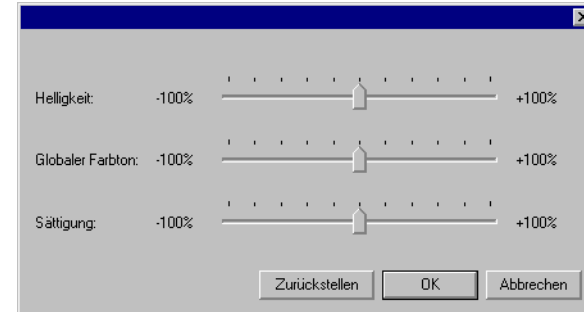 Helligkeit: -100% +100%
Globaler Farbton: -100% +100%
Sättigung: -100% +100%
Zurückstellen OK Abbrechen